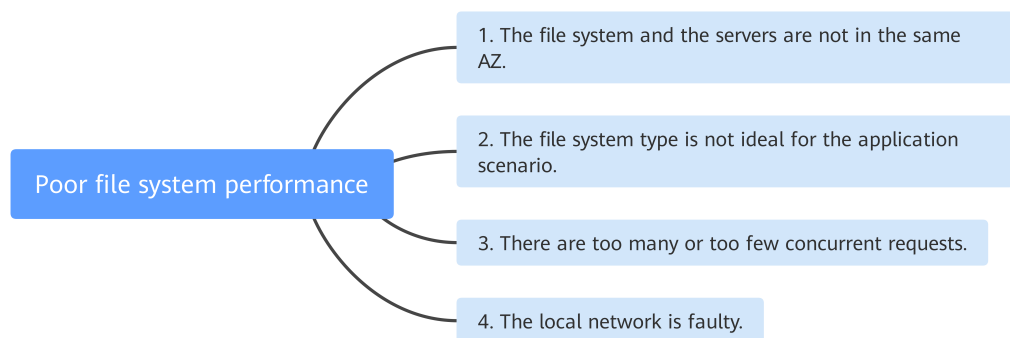 1. The file system and the servers are not in the same
AZ.
2. The file system type is not ideal for the application
scenario.
Poor file system performance
3. There are too many or too few concurrent requests.
4. The local network is faulty.